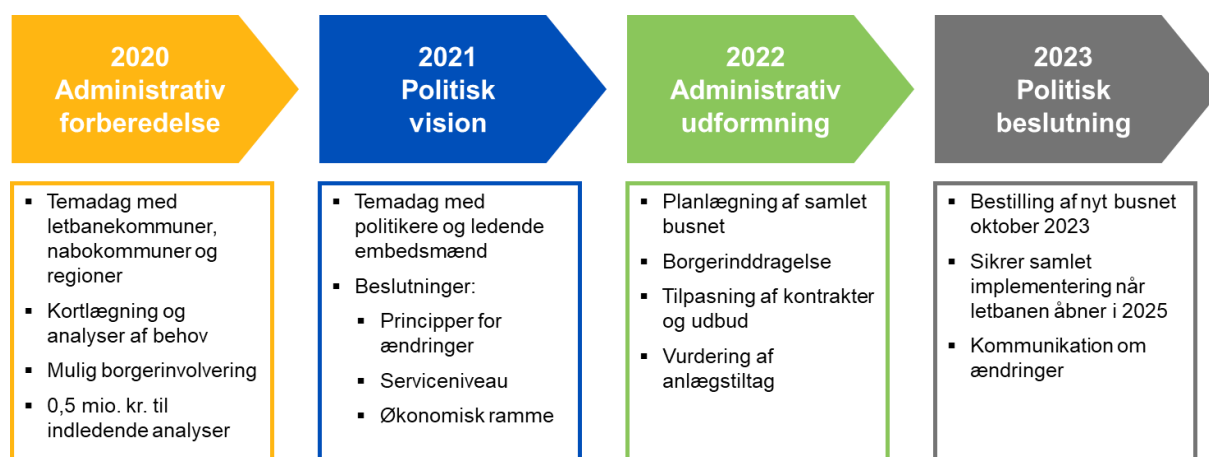 2020
Administrativ
forberedelse
▪ Temadag med
letbanekommuner,
nabokommuner og
regioner
▪ Kortlægning og
analyser af behov
▪ Mulig borgerinvolvering
▪ 0,5 mio. kr. til
indledende analyser
2021
Politisk
vision
▪ Temadag med
politikere og ledende
embedsmænd
▪ Beslutninger:
▪ Principper for
ændringer
▪ Serviceniveau
▪ Økonomisk ramme
2022
Administrativ
udformning
▪ Planlægning af samlet
busnet
▪ Borgerinddragelse
▪ Tilpasning af kontrakter
og udbud
▪ Vurdering af
anlægstiltag
2023
Politisk
beslutning
▪ Bestilling af nyt busnet
oktober 2023
▪ Sikrer samlet
implementering når
letbanen åbner i 2025
▪ Kommunikation om
ændringer